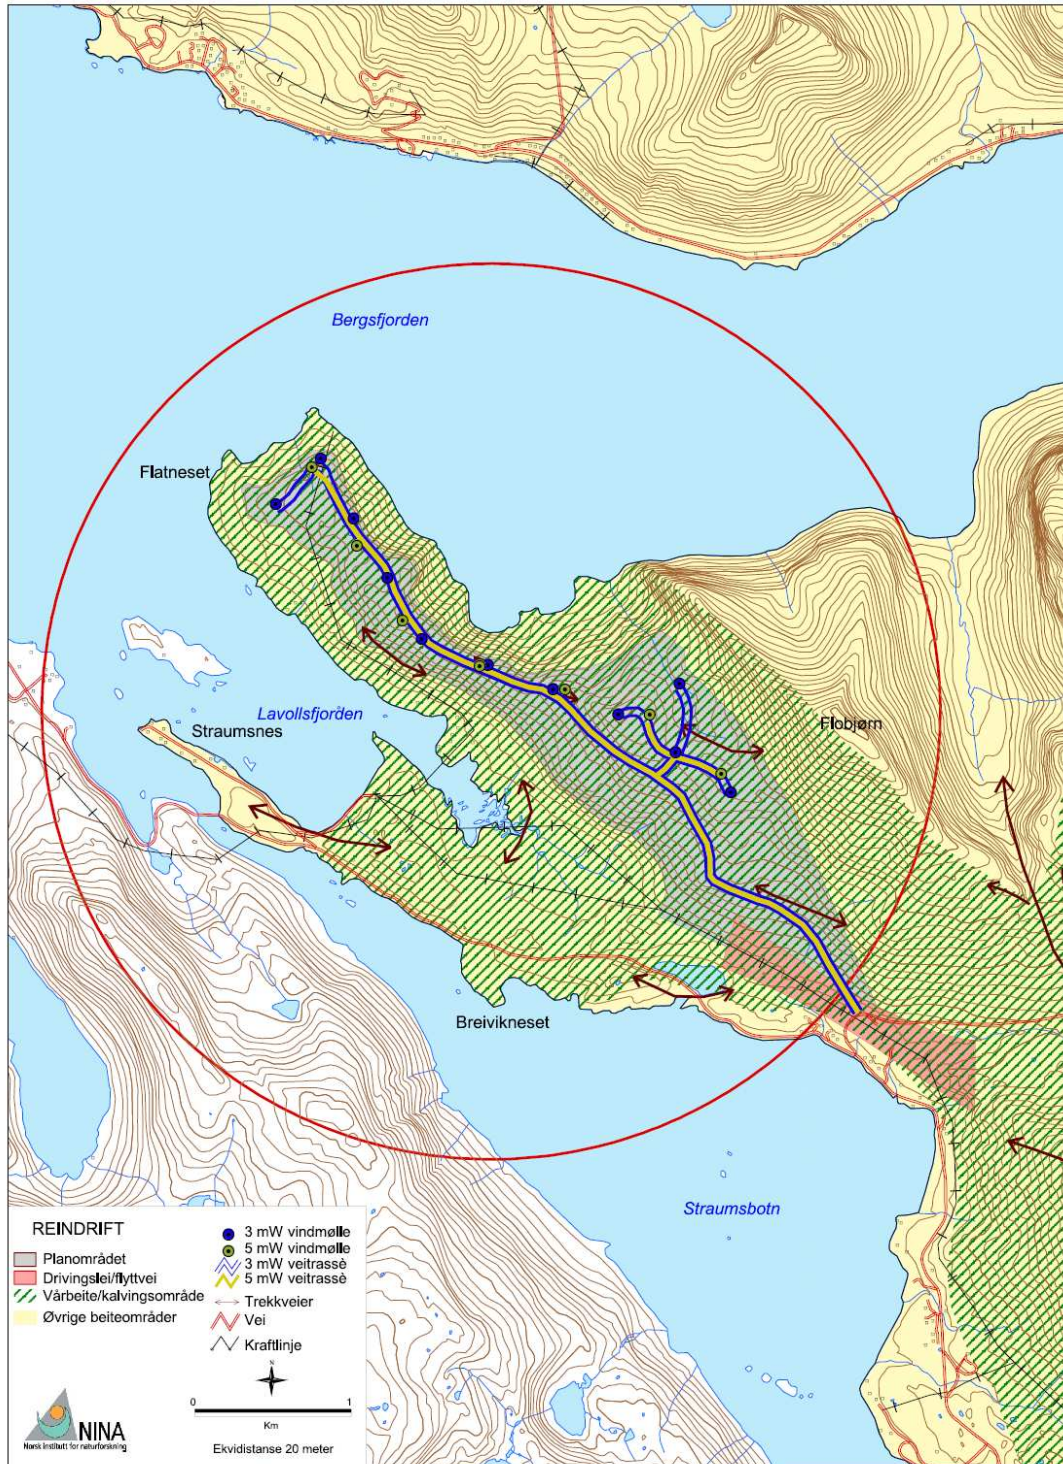 Bergsfjorden
Flatneset
Lavollsfjorden
Straumsnes
Flobjørn
Breivikneset
Straumsbotn
REINDRIFT
Planområdet
Drivingslei/flyttvei
Vårbeite/kalvingsområde
Øvrige beiteområder
3 mW vindmølle
5 mW vindmølle
3 mW veitrassè
5 mW veitrassè
Trekkveier
Vei
Kraftlinje
N
0 1
Km
Ekvidistanse 20 meter
NINA
Norsk institutt for naturforskning